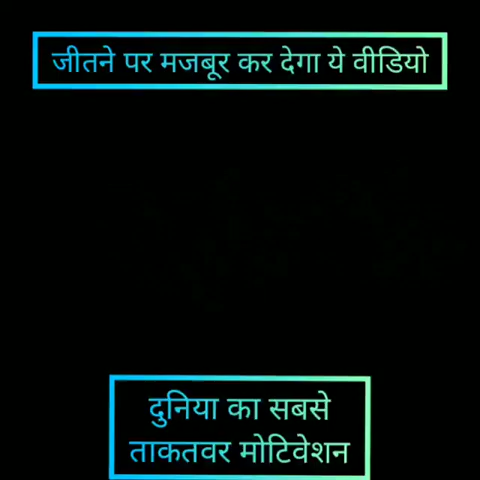 जीतने पर मजबूर कर देगा ये वीडियो
दुनिया का सबसे
ताकतवर मोटिवेशन